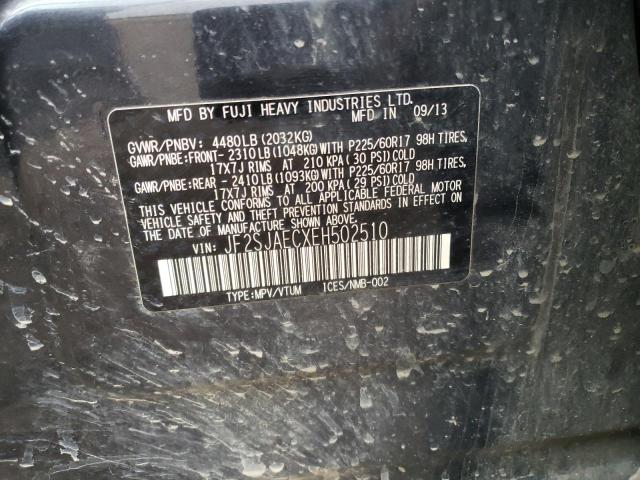 MFD BY FUJI HEAVY INDUSTRIES LTD.
MFD IN 09/13
GVWR/PNBV: 4480LB (2032KG)
GAWR/PNBE:FRONT- 2310LB (1048KG)WITH P225/60R17 98H TIRES,
17X7J RIMS AT 210 KPA( 30 PSI)COLD
GAWR/PNBE:REAR - 2410LB (1093KG)WITH P225/60R17 98H TIRES,
17X7J RIMS AT 200 KPA( 29 PSI)COLD
THIS VEHICLE CONFORMS TO ALL APPLICABLE FEDERAL MOTOR
VEHICLE SAFETY AND THEFT PREVENTION STANDARDS IN EFFECT ON
THE DATE OF MANUFACTURE SHOWN ABOVE.
VIN: JF2SJAECXEH502510
TYPE:MPV/VTUM ICES/NMB-002